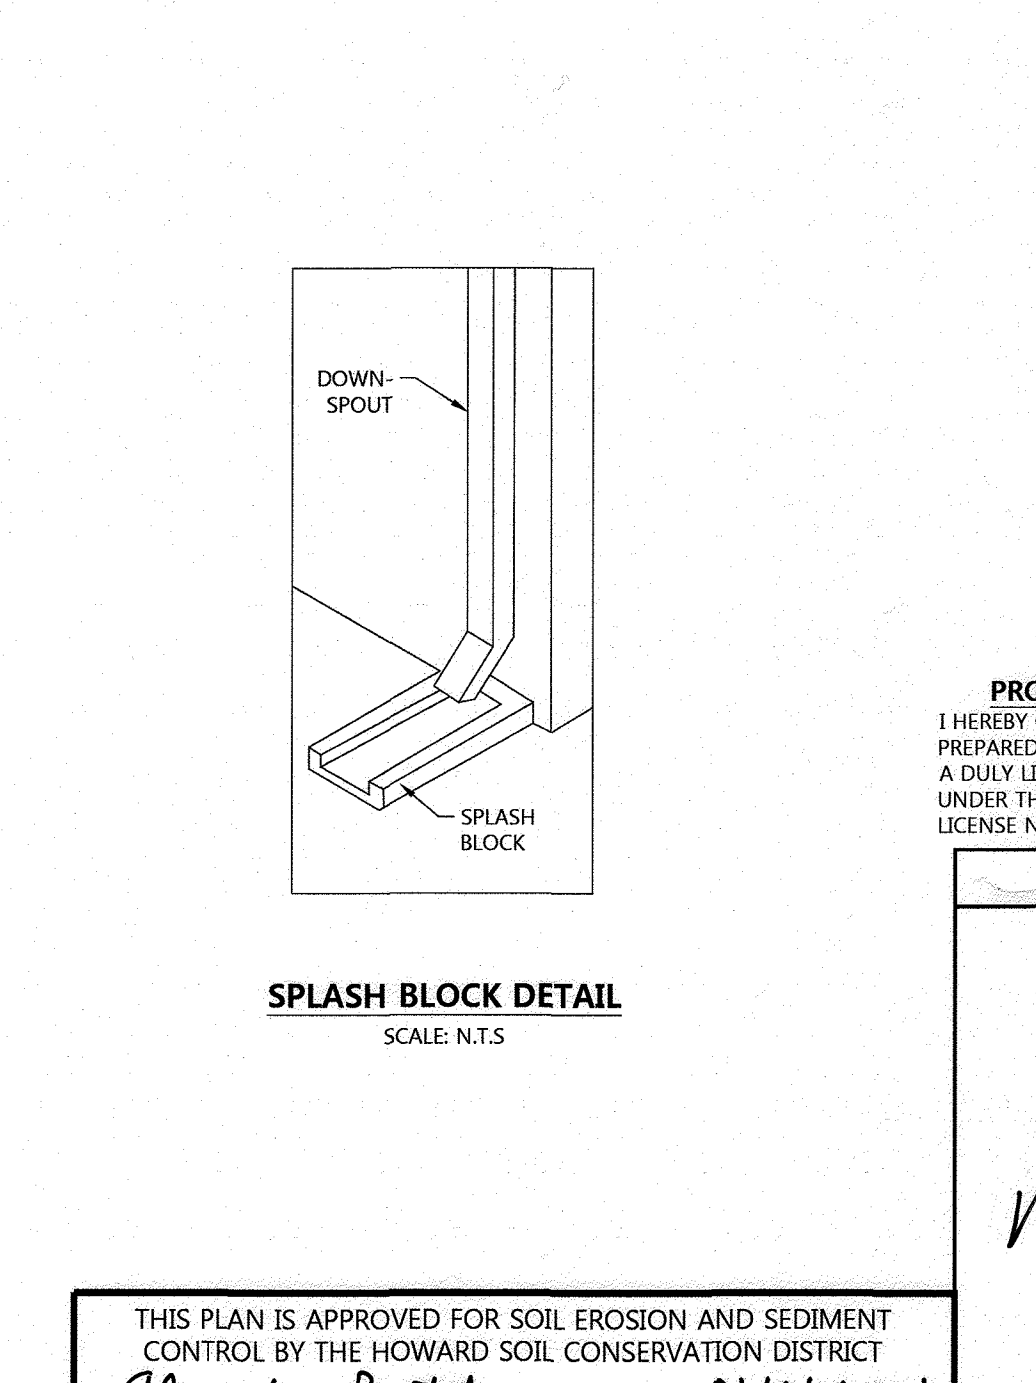 DOWN-
SPOUT
SPLASH
BLOCK
SPLASH BLOCK DETAIL
SCALE: N.T.S
I HEREBY
PREPARED
A DULY
UNDER
LICENSE
THIS PLAN IS APPROVED FOR SOIL EROSION AND SEDIMENT
CONTROL BY THE HOWARD SOIL CONSERVATION DISTRICT